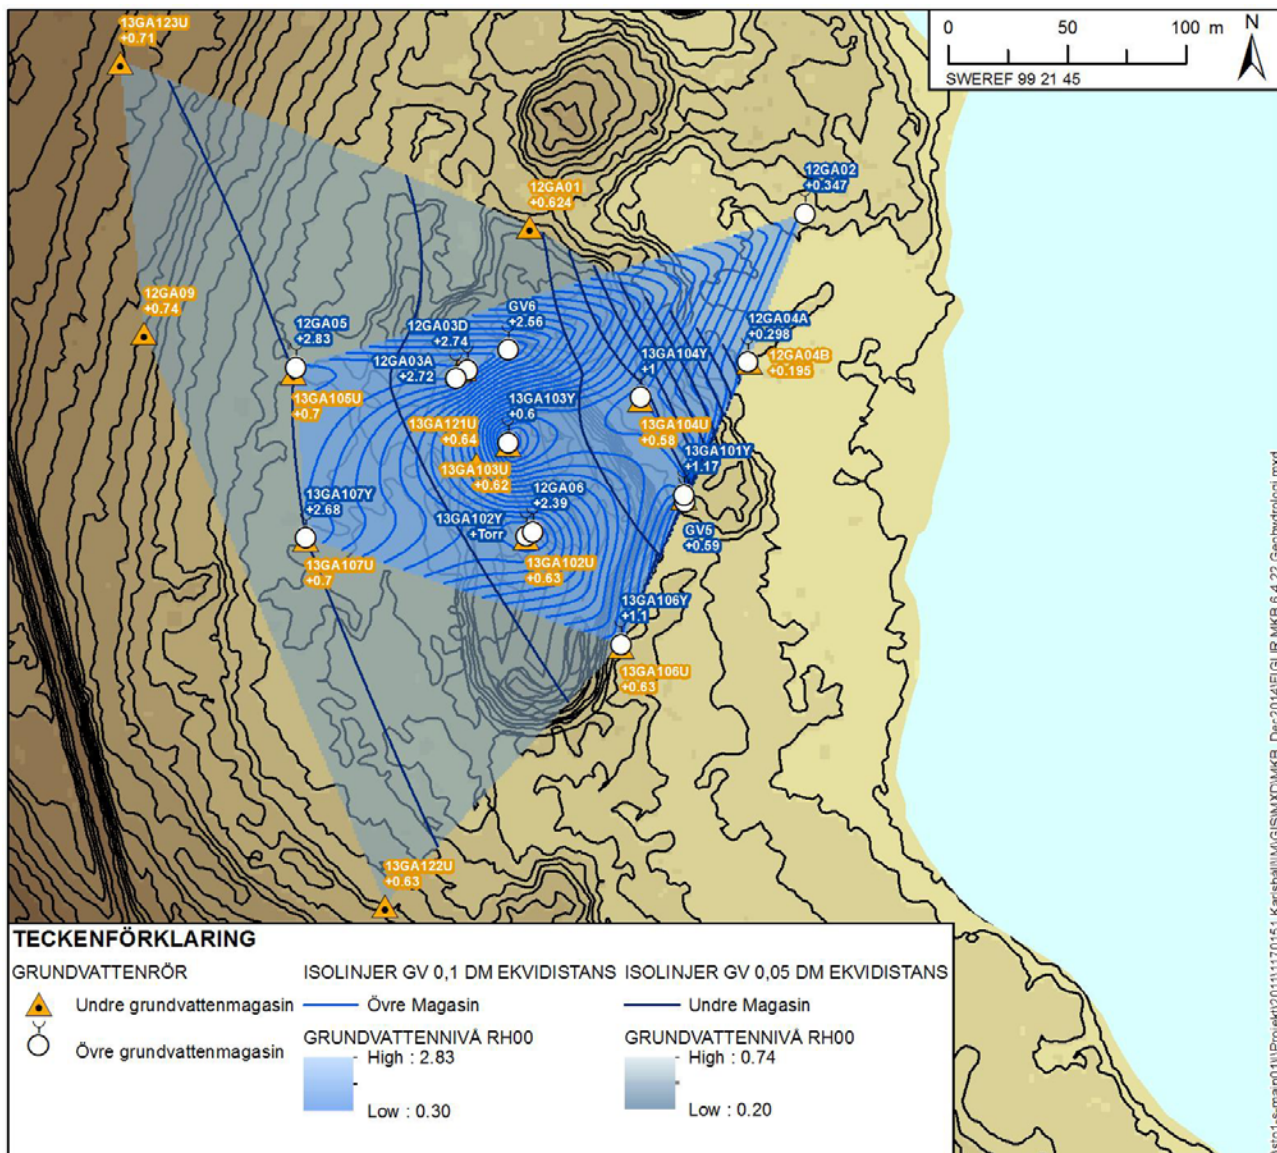 13GA123U
+0.71
0 50 100 m
N
SWEREF 99 21 45
12GA01
+0.624
12GA02
+0.347
12GA09
+0.74
12GA05
+2.83
12GA03D
+2.74
GV6
+2.56
12GA04A
+0.298
12GA04B
+0.195
12GA03A
+2.72
13GA104Y
+1
13GA105U
+0.7
13GA103Y
+0.6
13GA121U
+0.64
13GA104U
+0.58
13GA103U
+0.62
13GA101Y
+1.17
13GA107Y
+2.68
12GA06
+2.39
13GA102Y
+Torr
GV5
+0.59
13GA107U
+0.7
13GA102U
+0.63
13GA106Y
+1.1
13GA106U
+0.63
13GA122U
+0.63
TECKENFÖRKLARING
GRUNDVATTENRÖR
Undre grundvattenmagasin
Övre grundvattenmagasin
ISOLINJER GV 0,1 DM EKVIDISTANS
Övre Magasin
GRUNDVATTENNIVÅ RH00
High : 2.83
Low : 0.30
ISOLINJER GV 0,05 DM EKVIDISTANS
Undre Magasin
GRUNDVATTENNIVÅ RH00
High : 0.74
Low : 0.20